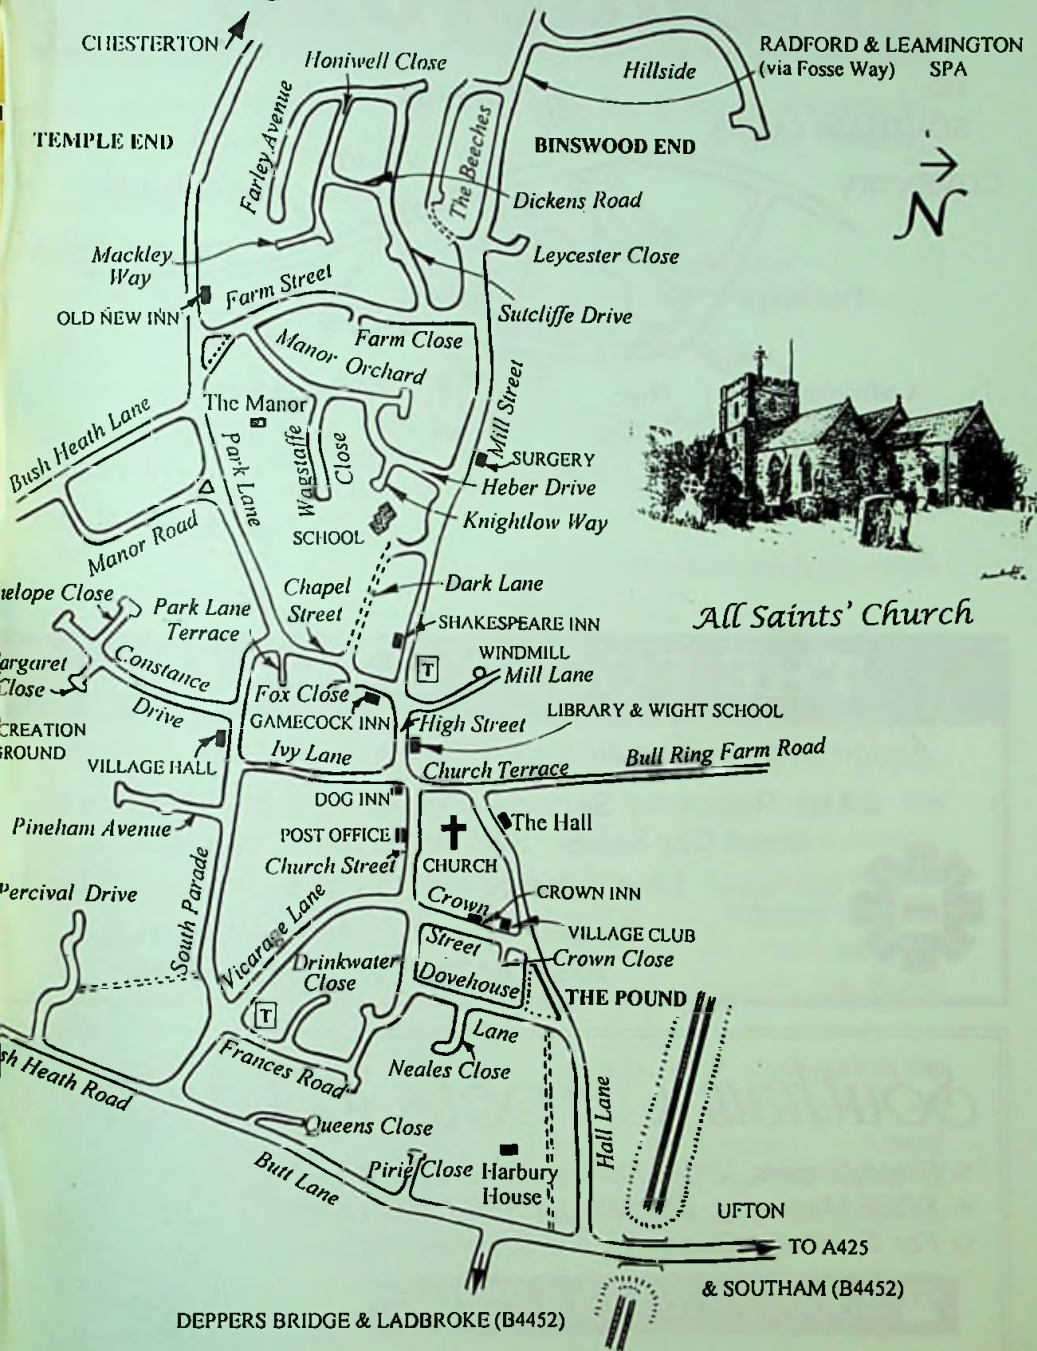 CHESTERTON
Honiwell Close
RADFORD & LEAMINGTON
(via Fosse Way) SPA
Hillside
Farley Avenue
TEMPLE END
The Beeches
BINSWOOD END
N
Dickens Road
Mackley
Way
Leycester Close
Farm Street
OLD NEW INN
Sutcliffe Drive
Farm Close
Manor Orchard
The Manor
Mill Street
Bush Heath Lane
Park Lane
Wagstaffe
Close
SURGERY
Heber Drive
Knightlow Way
SCHOOL
Manor Road
Dark Lane
Chapel
Street
elope Close
Park Lane
Terrace
SHAKESPEARE INN
All Saints' Church
T
WINDMILL
Mill Lane
argaret
Close
Constance
Drive
Fox Close
GAMECOCK INN
High Street
LIBRARY & WIGHT SCHOOL
CREATION
GROUND
VILLAGE HALL
Ivy Lane
Church Terrace
Bull Ring Farm Road
DOG INN
Pineham Avenue
POST OFFICE
The Hall
Church Street
CHURCH
Percival Drive
South Parade
Vicarage Lane
Crown
Street
CROWN INN
VILLAGE CLUB
Crown Close
Drinkwater
Close
Dovehouse
Lane
THE POUND
T
Frances Road
Neales Close
sh Heath Road
Queens Close
Hall Lane
Butt Lane
Pirie Close
Harbury
House
UFTON
TO A425
& SOUTHAM (B4452)
DEPPERS BRIDGE & LADBROKE (B4452)